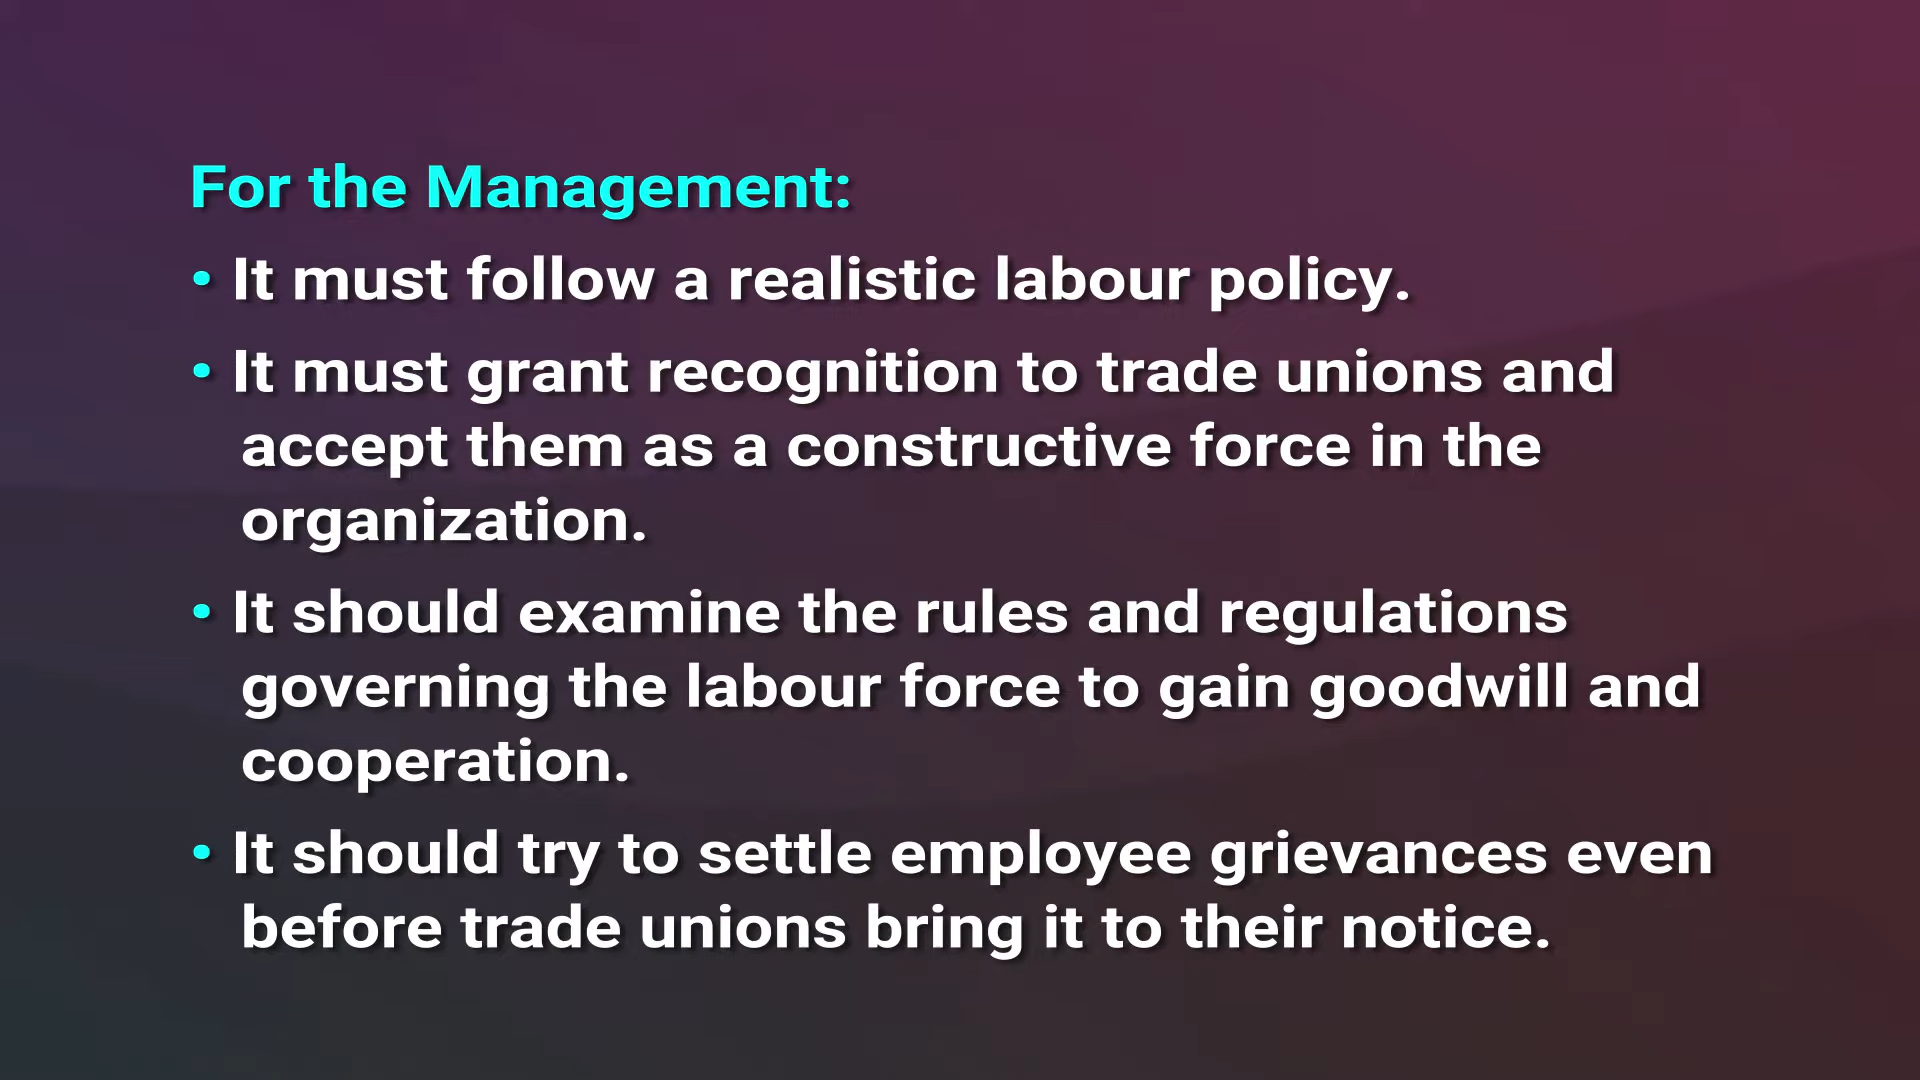 For the Management:
• It must follow a realistic labour policy.
• It must grant recognition to trade unions and
accept them as a constructive force in the
organization.
• It should examine the rules and regulations
governing the labour force to gain goodwill and
cooperation.
• It should try to settle employee grievances even
before trade unions bring it to their notice.